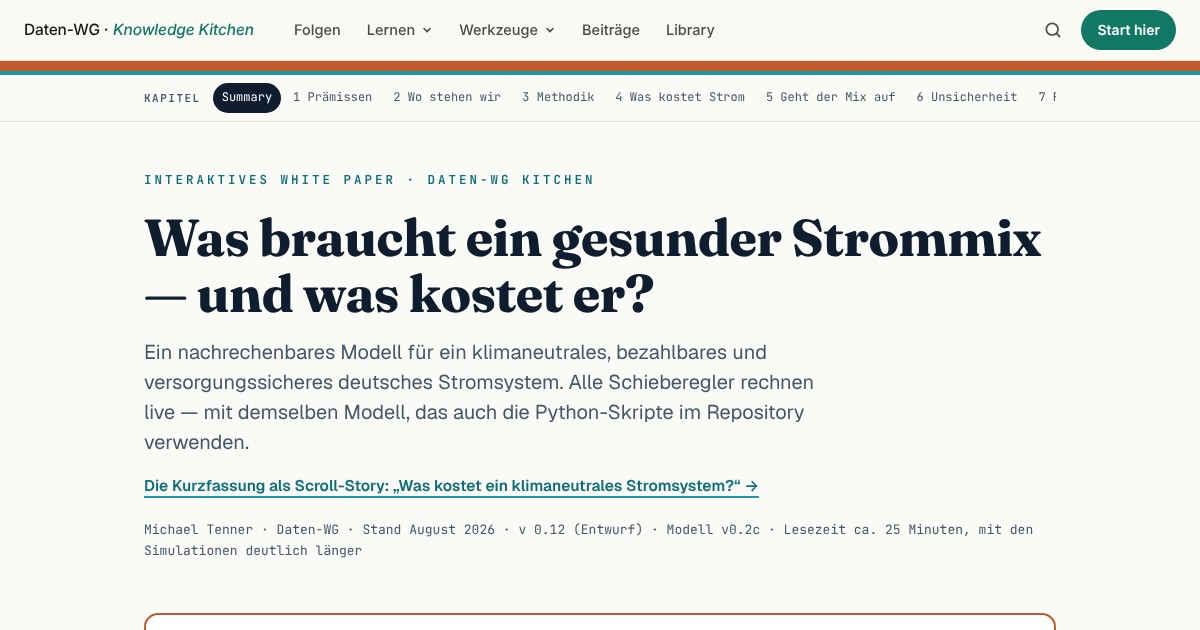 Daten-WG · Knowledge Kitchen Folgen Lernen Werkzeuge Beiträge Library Start hier
KAPITEL Summary 1 Prämissen 2 Wo stehen wir 3 Methodik 4 Was kostet Strom 5 Geht der Mix auf 6 Unsicherheit 7
INTERAKTIVES WHITE PAPER · DATEN-WG KITCHEN
Was braucht ein gesunder Strommix
— und was kostet er?
Ein nachrechenbares Modell für ein klimaneutrales, bezahlbares und
versorgungssicheres deutsches Stromsystem. Alle Schieberegler rechnen
live — mit demselben Modell, das auch die Python-Skripte im Repository
verwenden.
Die Kurzfassung als Scroll-Story: „Was kostet ein klimaneutrales Stromsystem?“ →
Michael Tenner · Daten-WG · Stand August 2026 · v 0.12 (Entwurf) · Modell v0.2c · Lesezeit ca. 25 Minuten, mit den
Simulationen deutlich länger